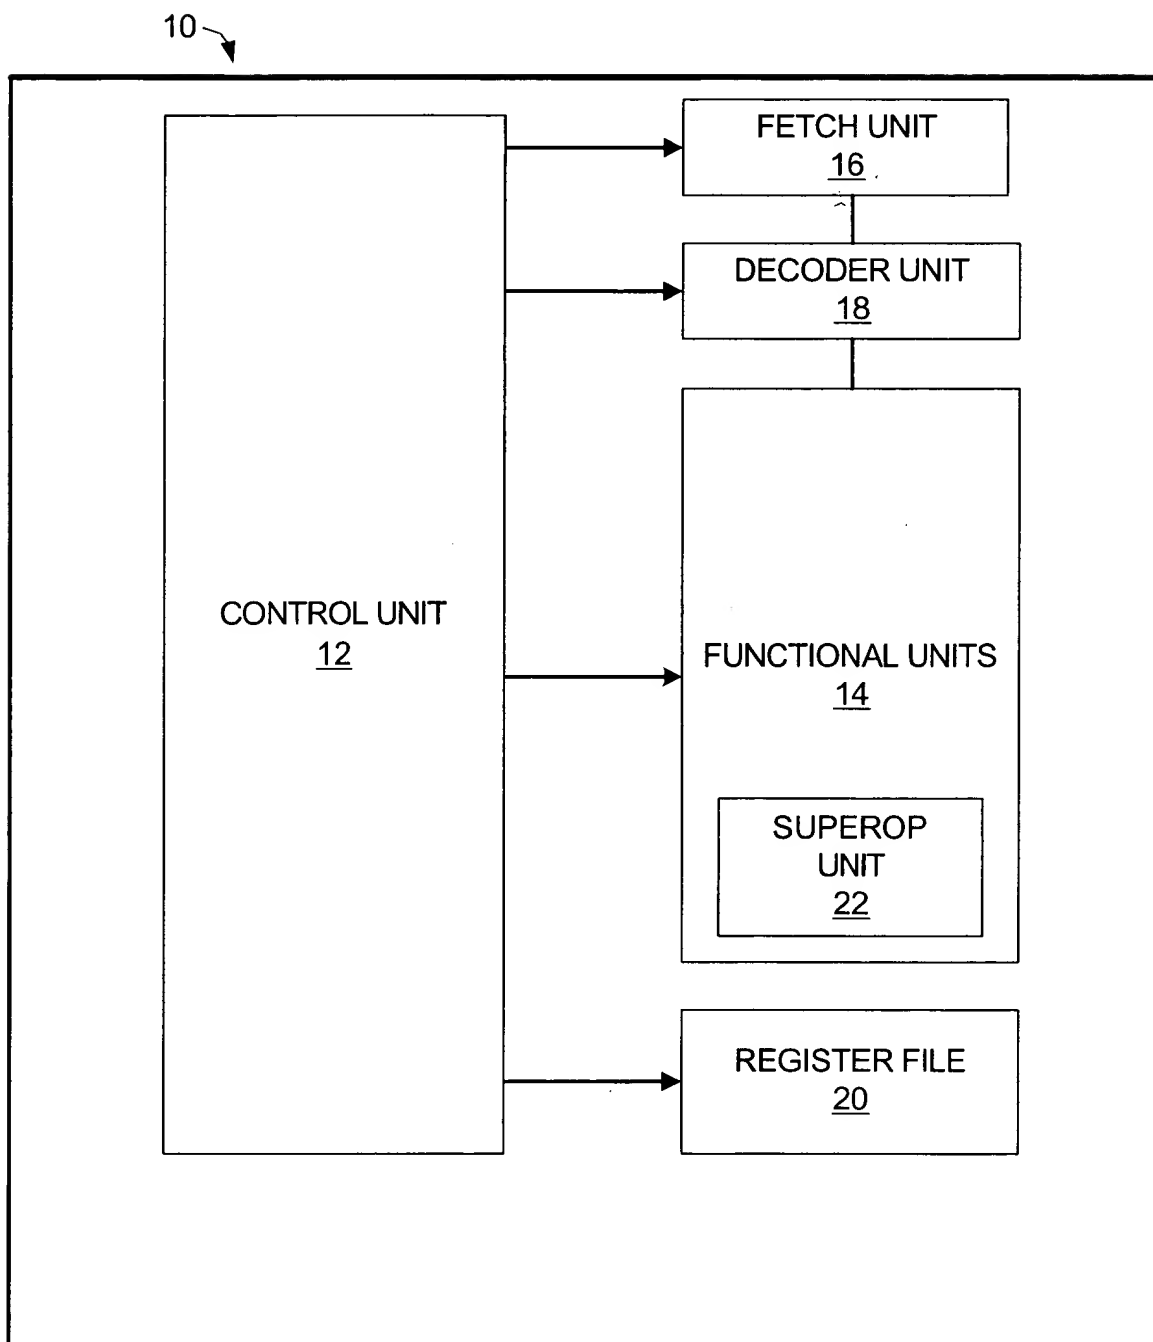 10
FETCH UNIT
16
DECODER UNIT
18
CONTROL UNIT
12
FUNCTIONAL UNITS
14
SUPEROP
UNIT
22
REGISTER FILE
20